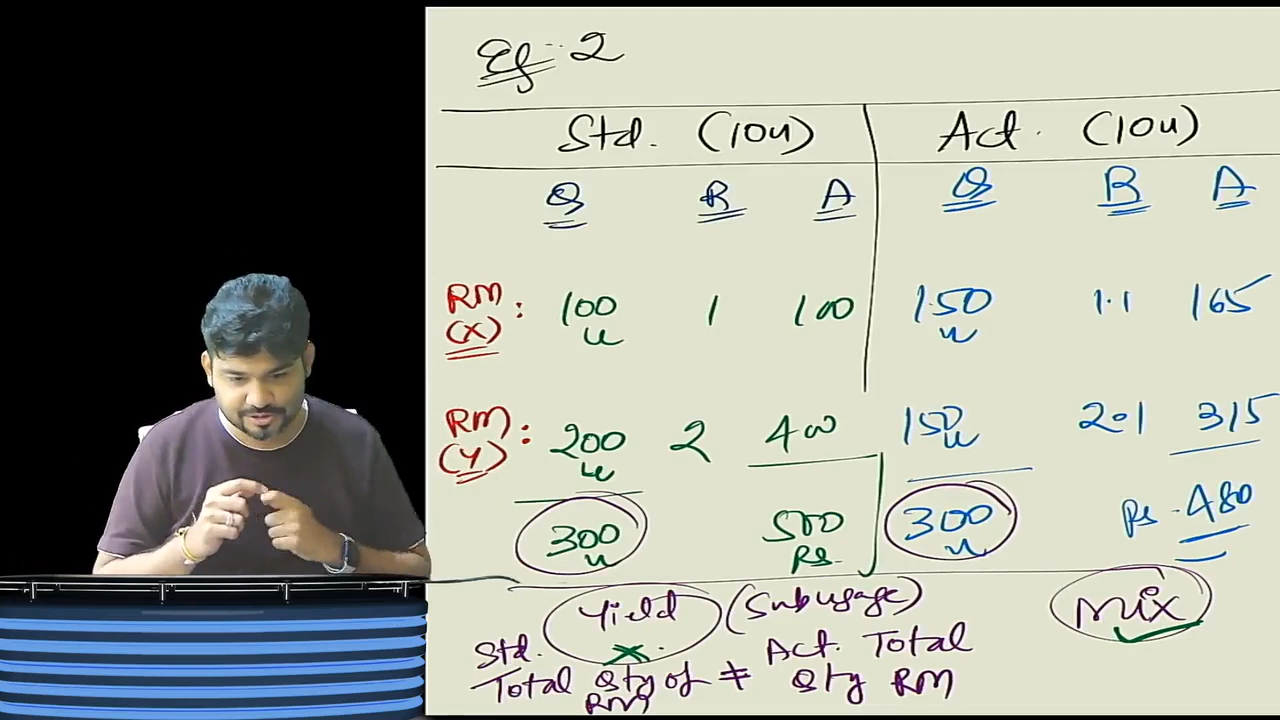 Eg:- 2
Std. (10u) Act. (10u)
Q R A Q R A
RM (X) : 100 u 1 100 150 u 1.1 165
RM (Y) : 200 u 2 400 150 u 2.1 315
300 u 500 Rs. 300 u Rs. 480
Yield (Subusage) Mix
Std. Total Qty of RM ≠ Act. Total Qty RM